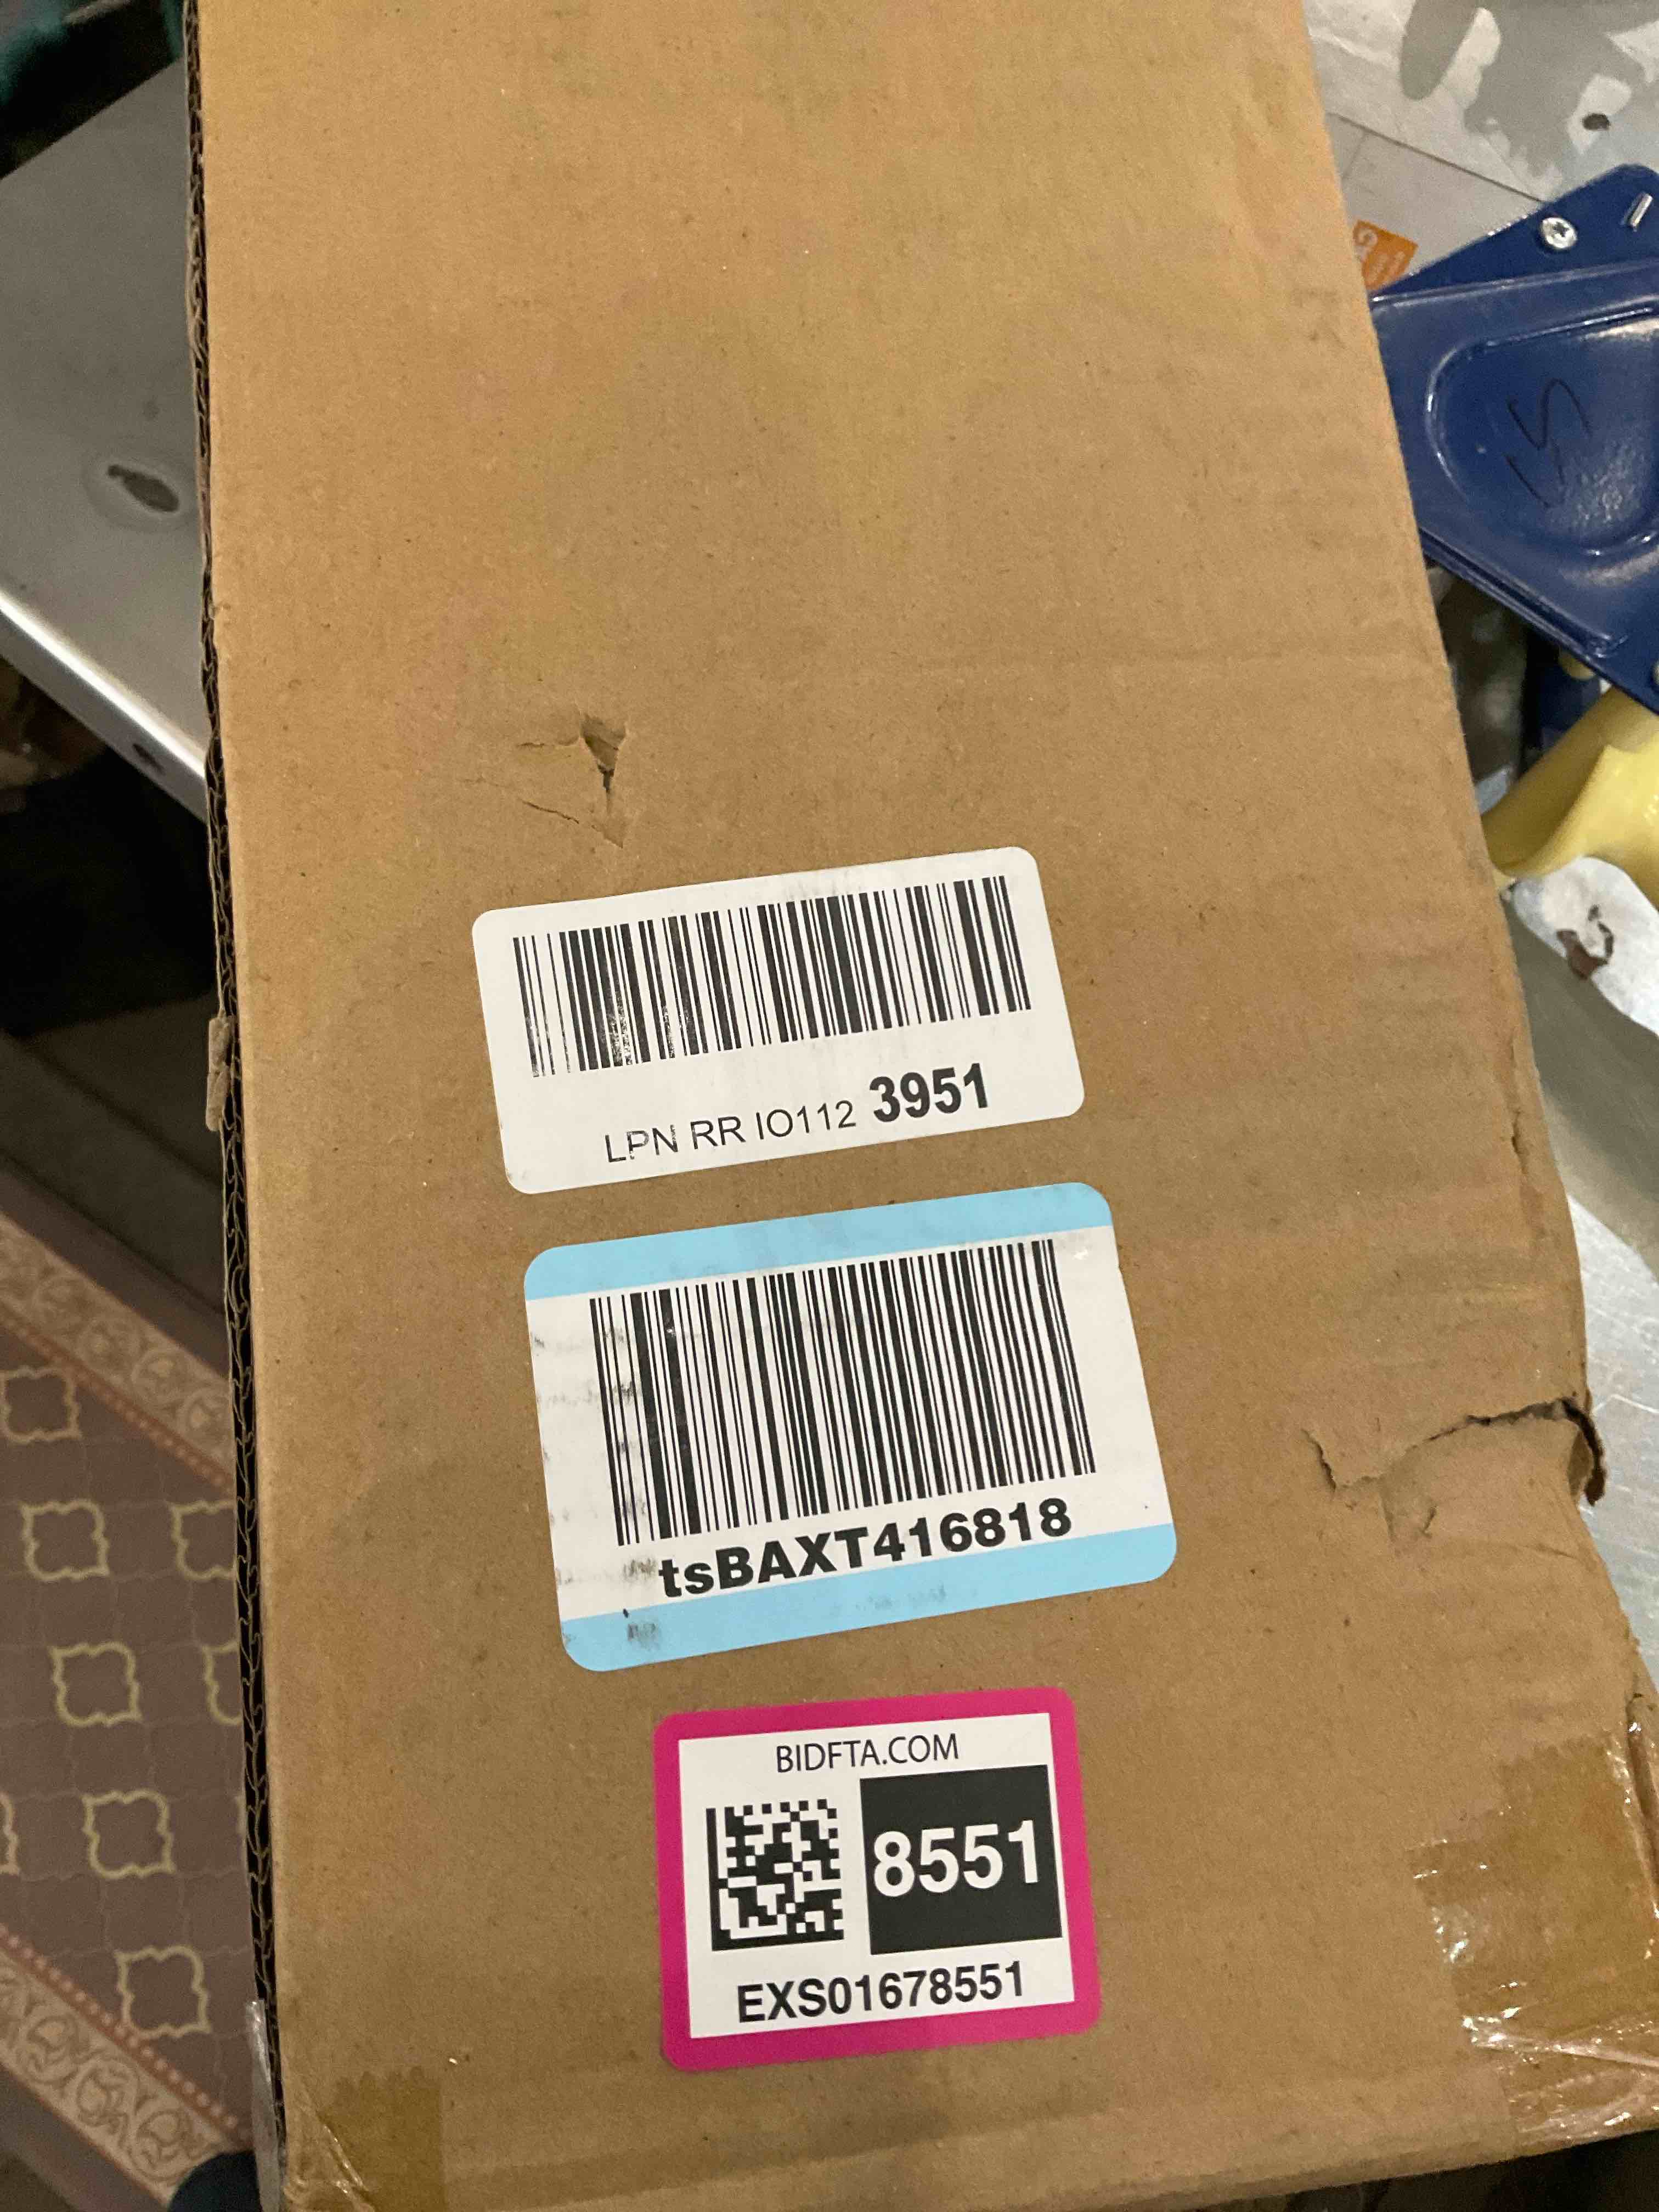 LPN RR IO112 3951
tsBAXT416818
BIDFTA.COM
8551
EXS01678551